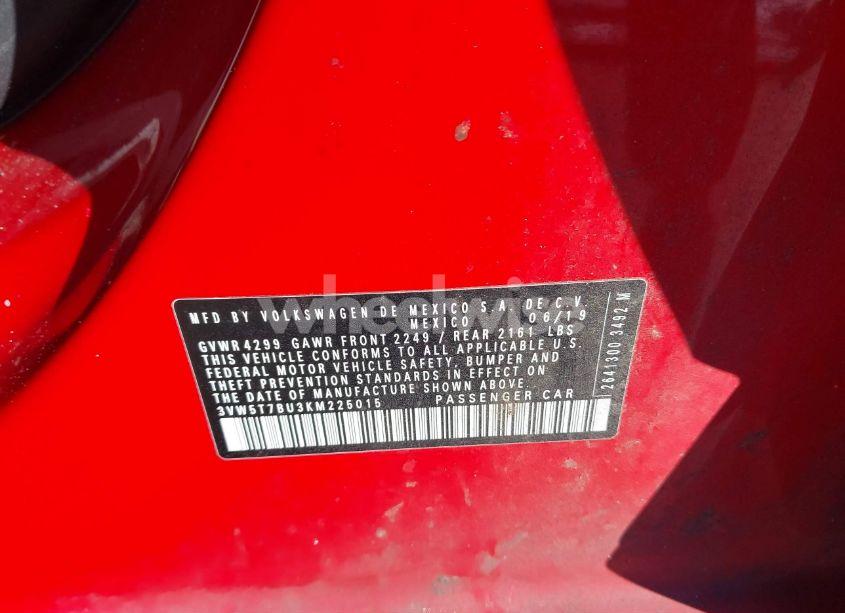 MFD BY VOLKSWAGEN DE MEXICO S.A. DE C.V.
MEXICO 06/19
GVWR 4299 GAWR FRONT 2249 / REAR 2161 LBS
THIS VEHICLE CONFORMS TO ALL APPLICABLE U.S.
FEDERAL MOTOR VEHICLE SAFETY, BUMPER AND
THEFT PREVENTION STANDARDS IN EFFECT ON
THE DATE OF MANUFACTURE SHOWN ABOVE.
3VW5T7BU3KM225015 PASSENGER CAR
2641300 3492 M